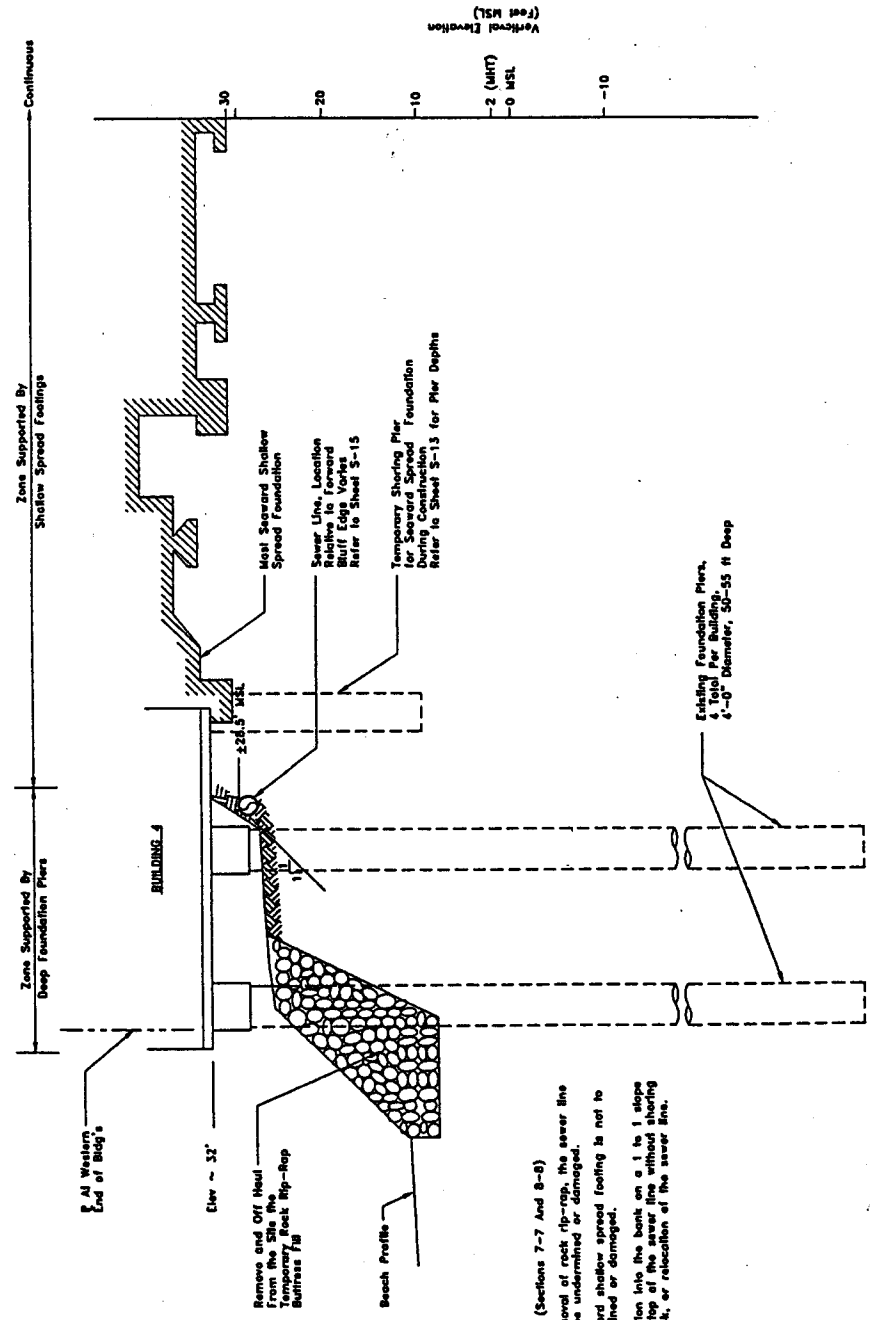 Zone Supported By
Deep Foundation Piers
Zone Supported By
Shallow Spread Footings
Continuous
P At Western
End of Bldg's
Elev ~ 32'
BUILDING 4
±28.5' MSL
1
1
30
20
10
2 (MHT)
0 MSL
-10
Vertical Elevation
(Feet MSL)
Most Seaward Shallow
Spread Foundation
Sewer Line, Location
Relative to Forward
Bluff Edge Varies
Refer to Sheet S-15
Temporary Shoring Pier
for Seaward Spread Foundation
During Construction
Refer to Sheet S-13 for Pier Depths
Existing Foundation Piers,
4 Total Per Building,
4'-0" Diameter, 50-55 ft Deep
Remove and Off Haul
From the Site the
Temporary Rock Rip-Rap
Buttress Fill
Beach Profile
(Sections 7-7 And 8-8)
oval of rock rip-rap, the sewer line
e undermined or damaged.
rd shallow spread footing is not to
ined or damaged.
ion into the bank on a 1 to 1 slope
top of the sewer line without shoring
k, or relocation of the sewer line.